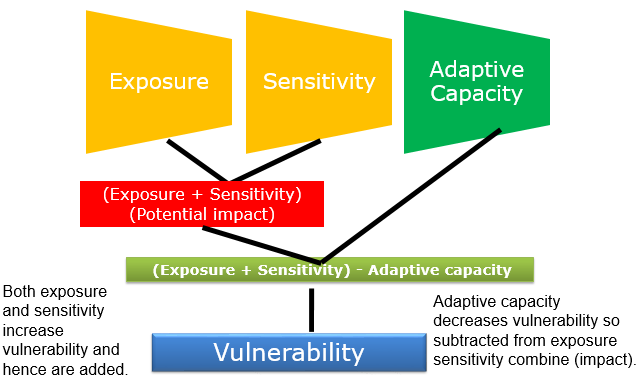 Exposure
Sensitivity
Adaptive
Capacity
(Exposure + Sensitivity)
(Potential impact)
(Exposure + Sensitivity) - Adaptive capacity
Both exposure
and sensitivity
increase
vulnerability and
hence are added.
Vulnerability
Adaptive capacity
decreases vulnerability so
subtracted from exposure
sensitivity combine (impact).